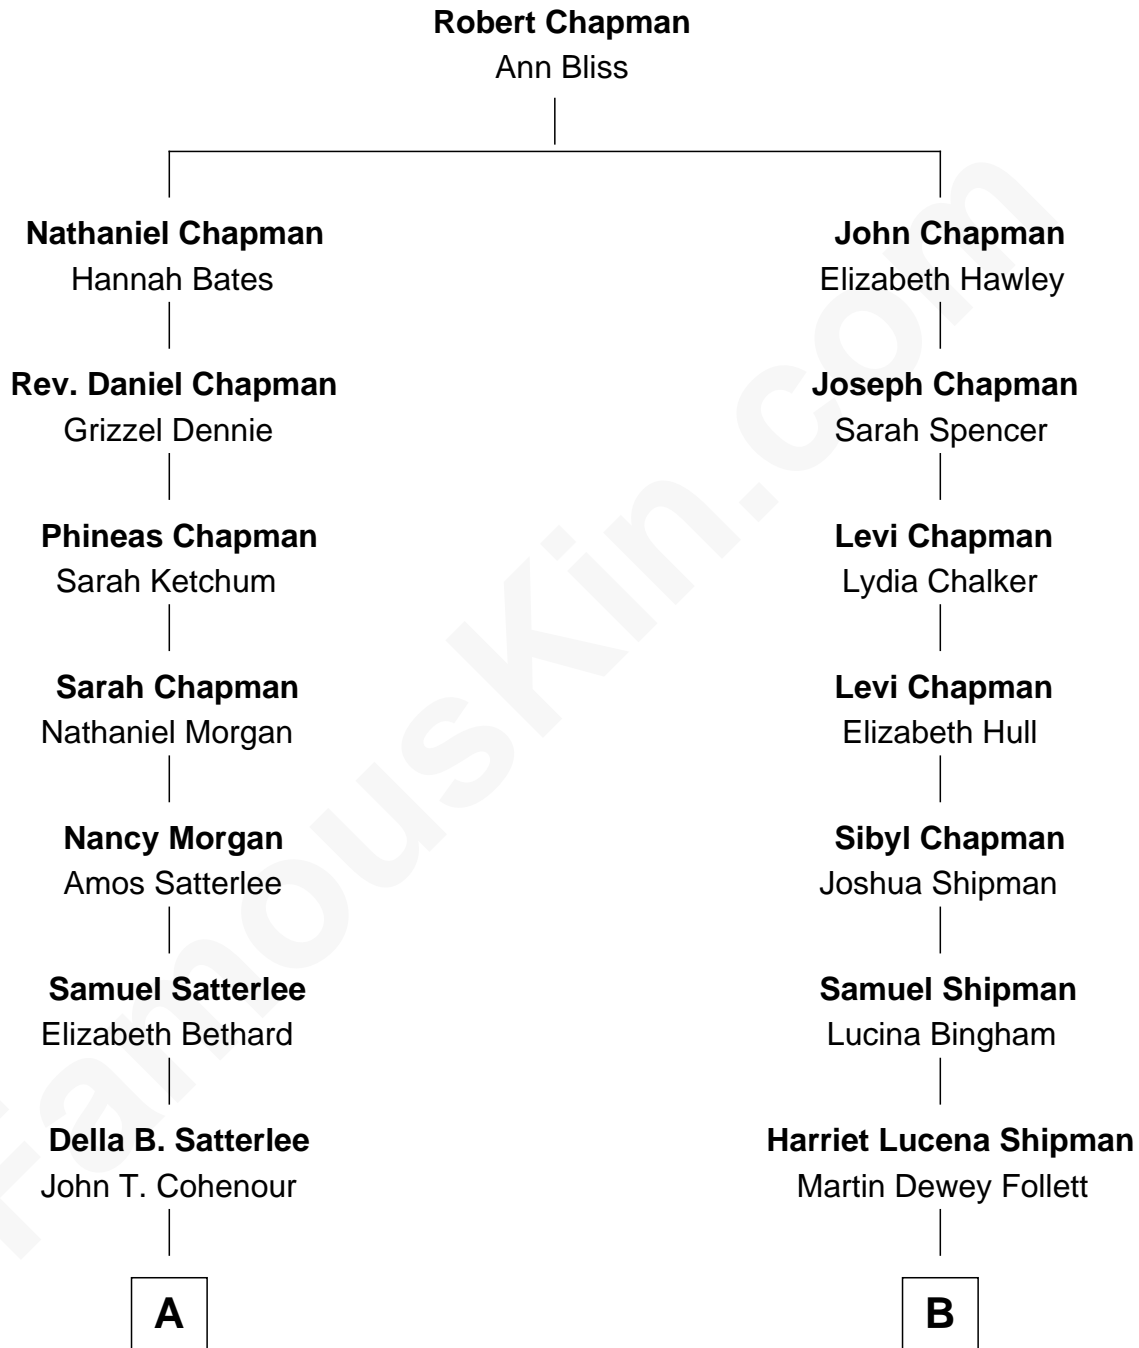 Robert Chapman
Ann Bliss
Nathaniel Chapman
Hannah Bates
John Chapman
Elizabeth Hawley
Rev. Daniel Chapman
Grizzel Dennie
Joseph Chapman
Sarah Spencer
Phineas Chapman
Sarah Ketchum
Levi Chapman
Lydia Chalker
Sarah Chapman
Nathaniel Morgan
Levi Chapman
Elizabeth Hull
Nancy Morgan
Amos Satterlee
Sibyl Chapman
Joshua Shipman
Samuel Satterlee
Elizabeth Bethard
Samuel Shipman
Lucina Bingham
Della B. Satterlee
John T. Cohenour
Harriet Lucena Shipman
Martin Dewey Follett
A
B
FamousKin.com